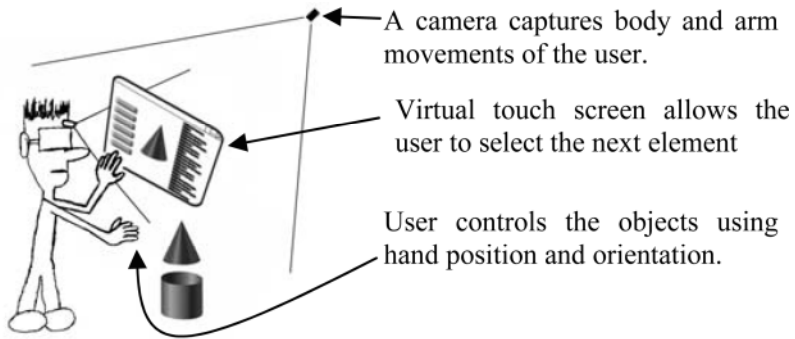 A camera captures body and arm
movements of the user.
Virtual touch screen allows the
user to select the next element
User controls the objects using
hand position and orientation.